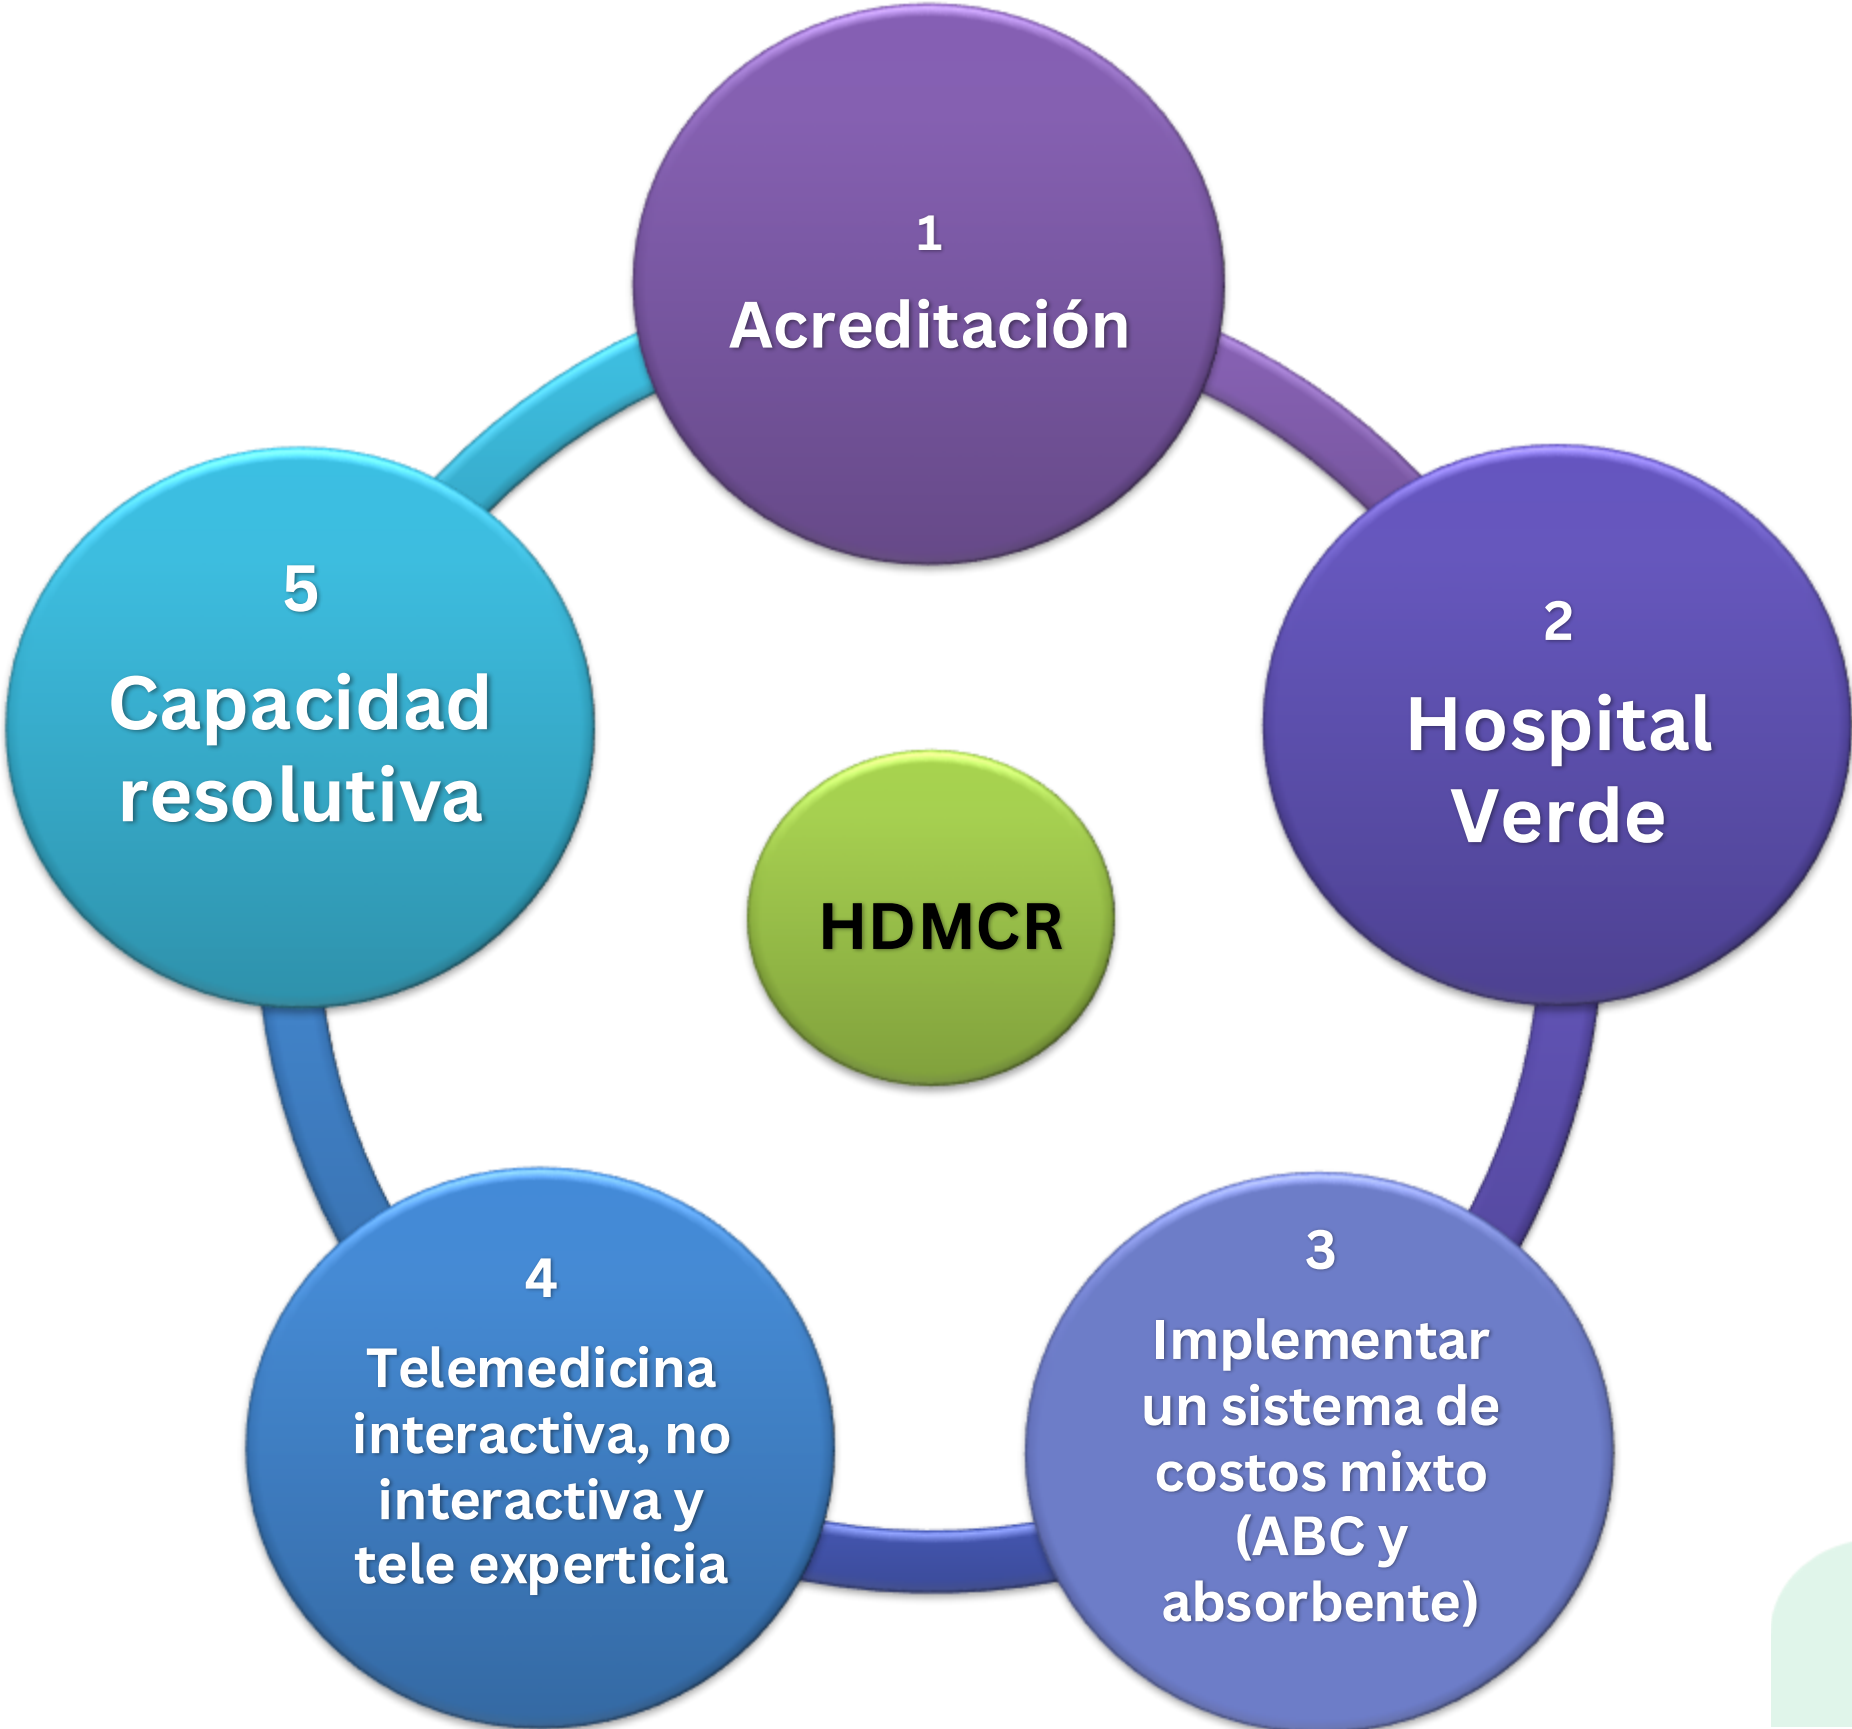 1
Acreditación
2
Hospital
Verde
3
Implementar
un sistema de
costos mixto
(ABC y
absorbente)
4
Telemedicina
interactiva, no
interactiva y
tele experticia
5
Capacidad
resolutiva
HDMCR